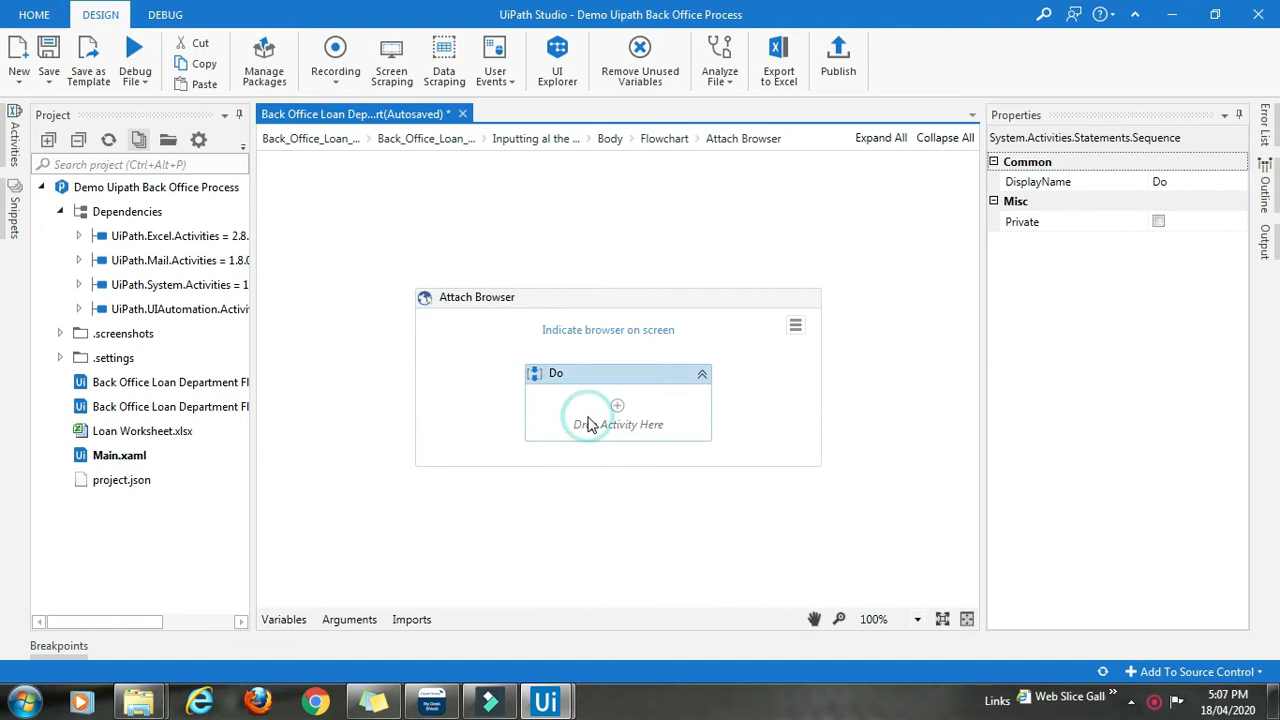 HOME
DESIGN
DEBUG
UiPath Studio - Demo Uipath Back Office Process
New
Save
Save as
Template
Debug
File
Cut
Copy
Paste
Manage
Packages
Recording
Screen
Scraping
Data
Scraping
User
Events
UI
Explorer
Remove Unused
Variables
Analyze
File
Export
to Excel
Publish
Activities
Snippets
Project
Search project (Ctrl+Alt+P)
Demo Uipath Back Office Process
Dependencies
UiPath.Excel.Activities = 2.8.
UiPath.Mail.Activities = 1.8.0
UiPath.System.Activities = 1
UiPath.UIAutomation.Activi
.screenshots
.settings
Back Office Loan Department Fl
Back Office Loan Department Fl
Loan Worksheet.xlsx
Main.xaml
project.json
Breakpoints
Back Office Loan Dep...rt(Autosaved) *
Back_Office_Loan_... > Back_Office_Loan_... > Inputting al the ... > Body > Flowchart > Attach Browser
Expand All
Collapse All
Attach Browser
Indicate browser on screen
Do
Activity Here
Variables
Arguments
Imports
100%
Properties
System.Activities.Statements.Sequence
Common
DisplayName
Do
Misc
Private
Error List
Outline
Output
Add To Source Control
Links
Web Slice Gall
5:07 PM
18/04/2020